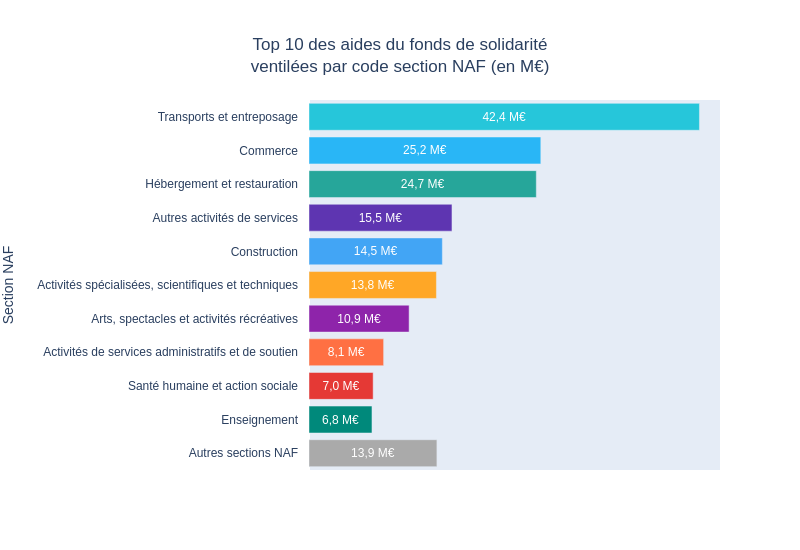 Top 10 des aides du fonds de solidarité
ventilées par code section NAF (en M€)
Section NAF
Transports et entreposage 42,4 M€
Commerce 25,2 M€
Hébergement et restauration 24,7 M€
Autres activités de services 15,5 M€
Construction 14,5 M€
Activités spécialisées, scientifiques et techniques 13,8 M€
Arts, spectacles et activités récréatives 10,9 M€
Activités de services administratifs et de soutien 8,1 M€
Santé humaine et action sociale 7,0 M€
Enseignement 6,8 M€
Autres sections NAF 13,9 M€